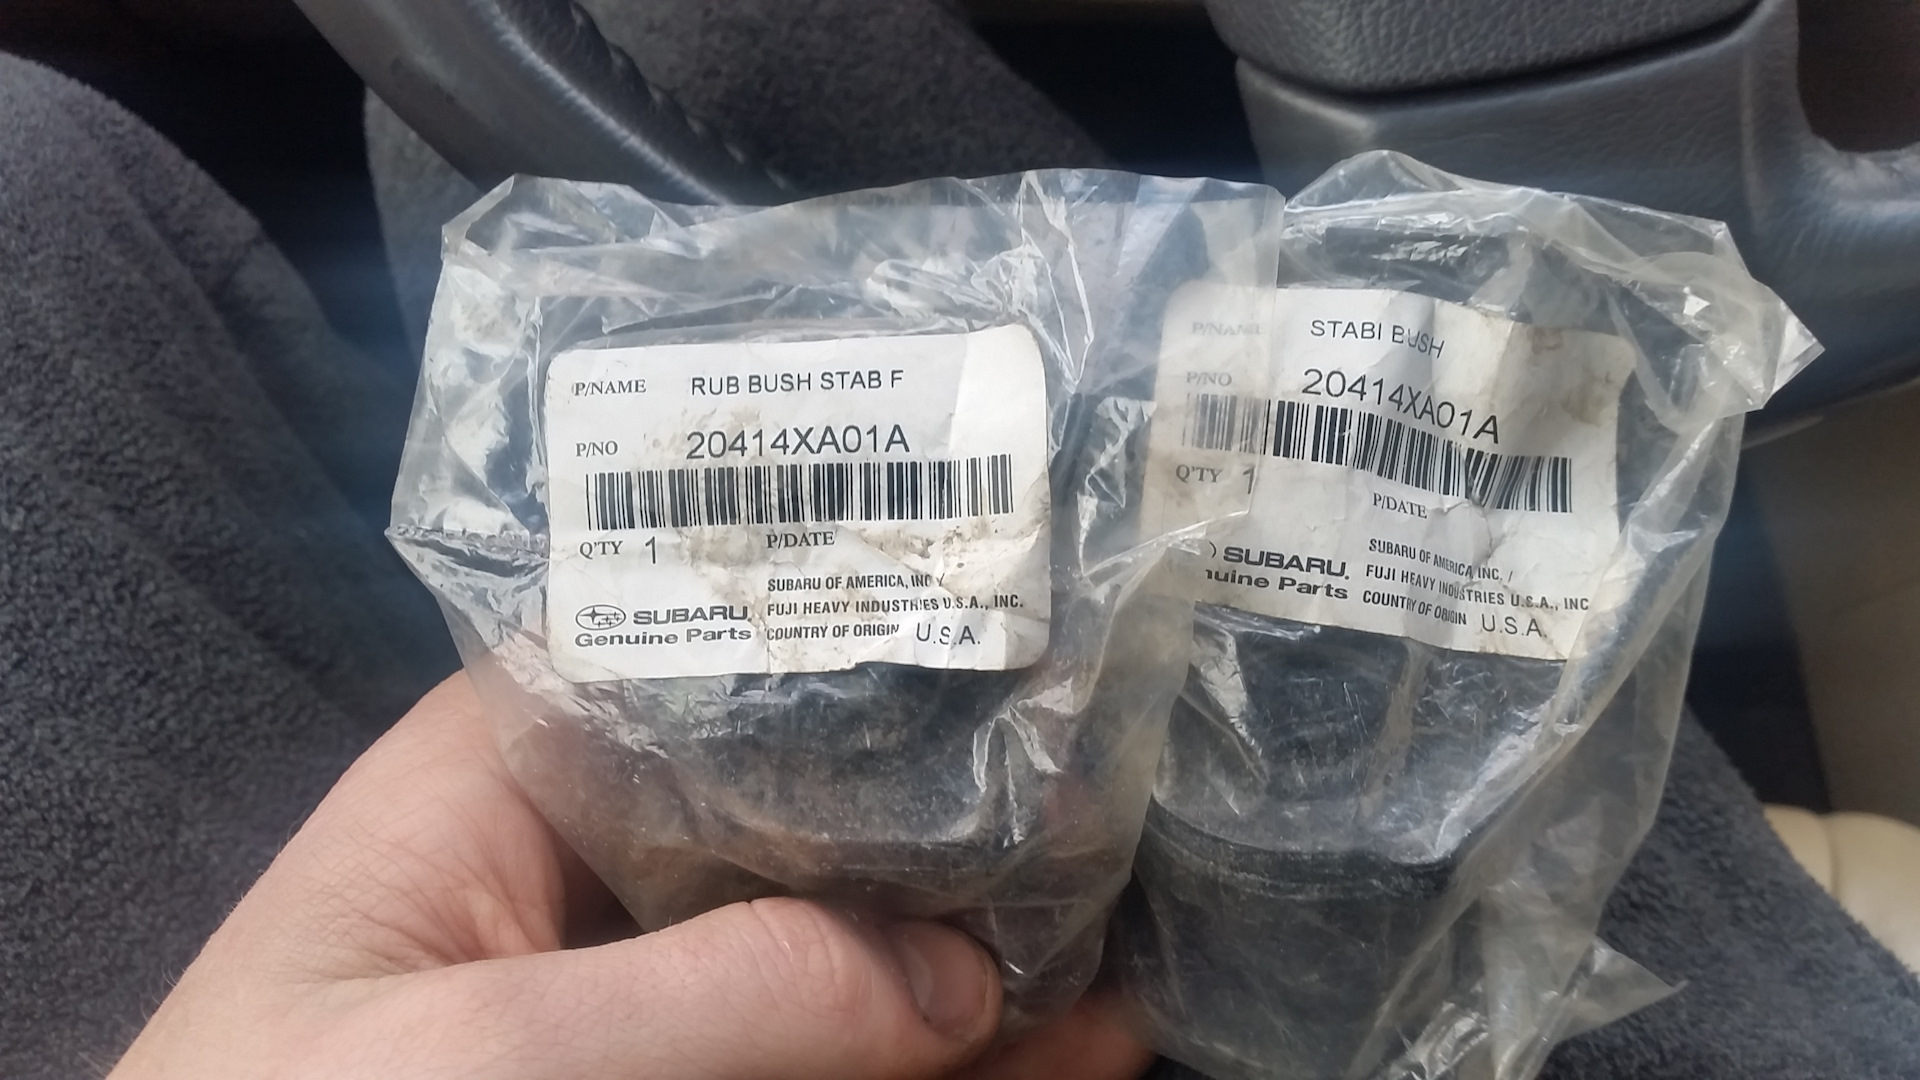 P/NAME RUB BUSH STAB F
P/NO 20414XA01A
Q'TY 1 P/DATE
SUBARU OF AMERICA, INC
SUBARU. FUJI HEAVY INDUSTRIES U.S.A., INC.
Genuine Parts COUNTRY OF ORIGIN U.S.A.
P/NAME STABI BUSH
P/NO 20414XA01A
Q'TY 1 P/DATE
SUBARU OF AMERICA INC. /
SUBARU. FUJI HEAVY INDUSTRIES U.S.A., INC
Parts COUNTRY OF ORIGIN U.S.A.